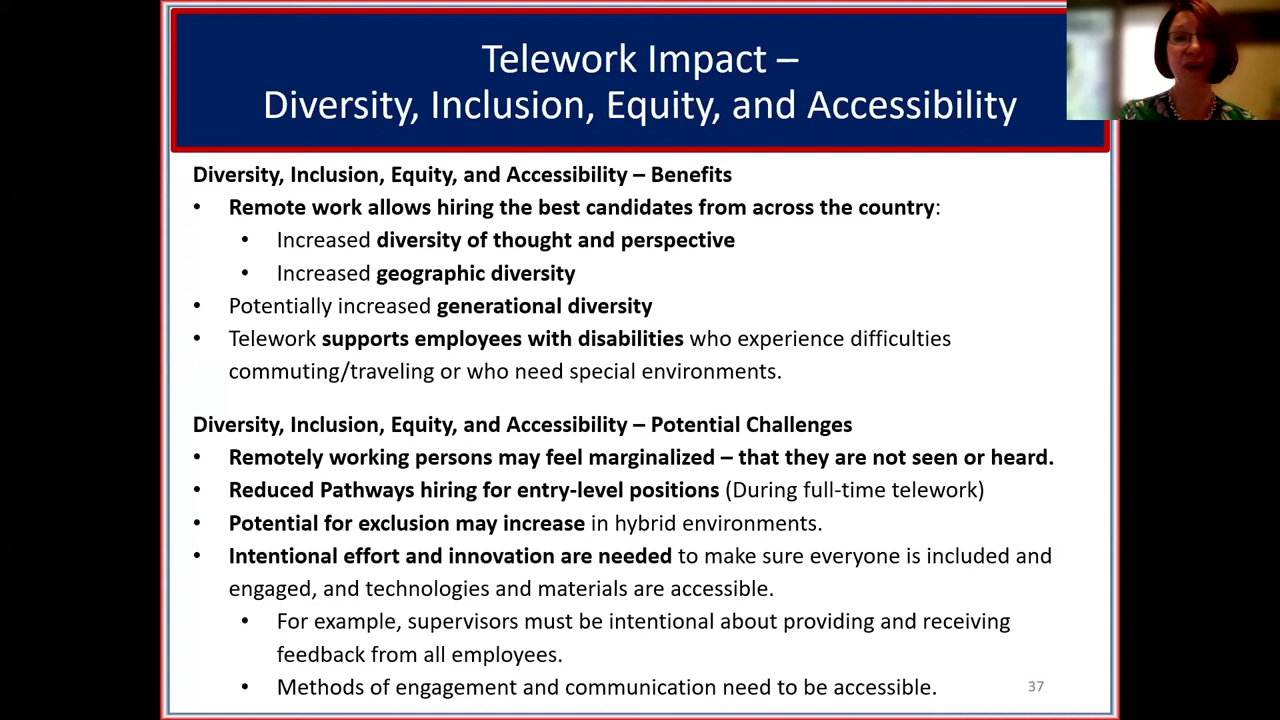 Telework Impact –
Diversity, Inclusion, Equity, and Accessibility
Diversity, Inclusion, Equity, and Accessibility – Benefits
• Remote work allows hiring the best candidates from across the country:
• Increased diversity of thought and perspective
• Increased geographic diversity
• Potentially increased generational diversity
• Telework supports employees with disabilities who experience difficulties
commuting/traveling or who need special environments.
Diversity, Inclusion, Equity, and Accessibility – Potential Challenges
• Remotely working persons may feel marginalized – that they are not seen or heard.
• Reduced Pathways hiring for entry-level positions (During full-time telework)
• Potential for exclusion may increase in hybrid environments.
• Intentional effort and innovation are needed to make sure everyone is included and
engaged, and technologies and materials are accessible.
• For example, supervisors must be intentional about providing and receiving
feedback from all employees.
• Methods of engagement and communication need to be accessible.
37